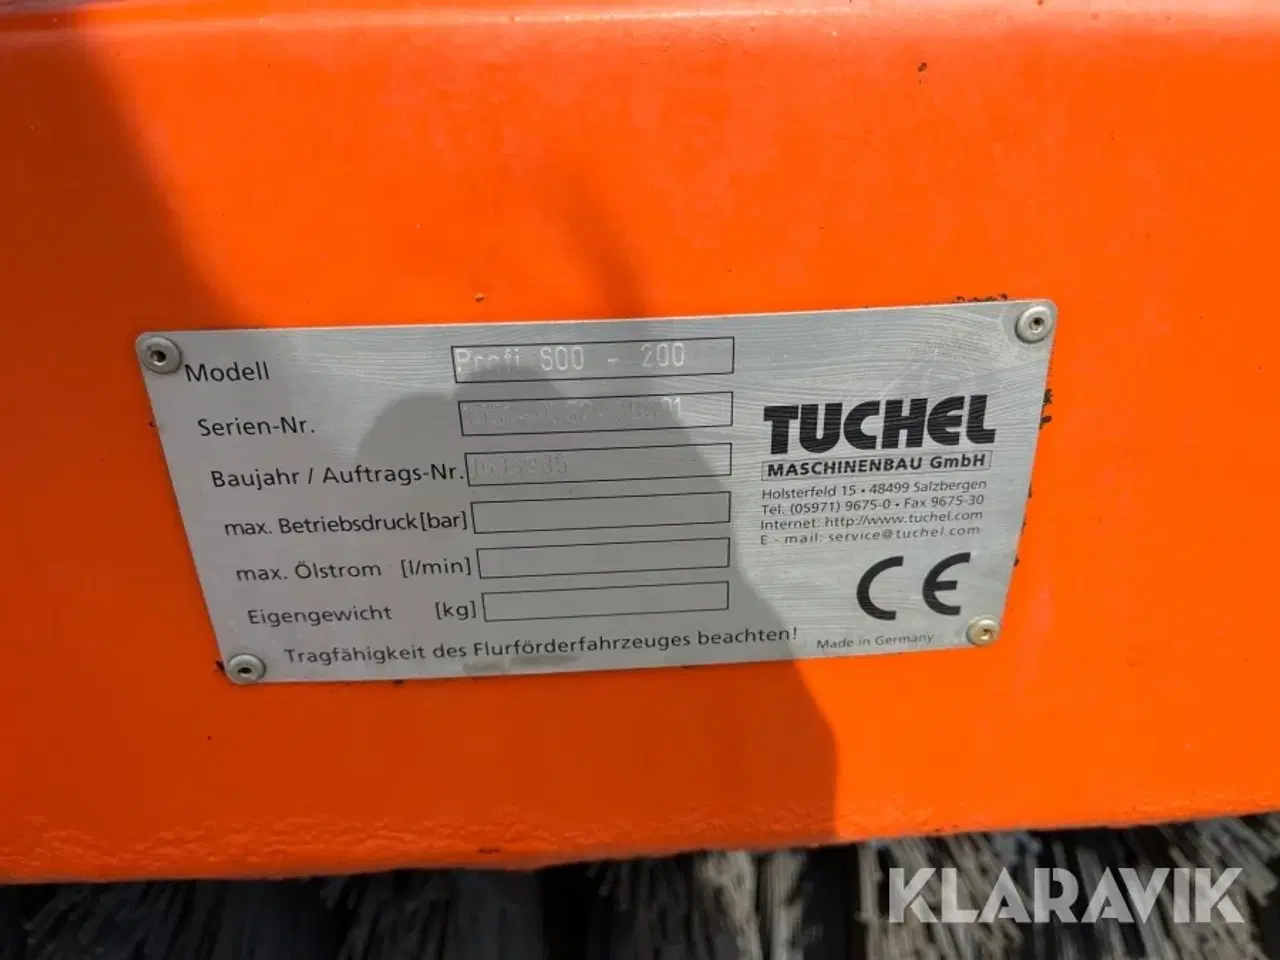 Modell Profi 600 - 200
Serien-Nr.
Baujahr / Auftrags-Nr.
max. Betriebsdruck [bar]
max. Ölstrom [l/min]
Eigengewicht [kg]
Tragfähigkeit des Flurförderfahrzeuges beachten!
TUCHEL
MASCHINENBAU GmbH
Holsterfeld 15 • 48499 Salzbergen
Tel. (05971) 9675-0 • Fax 9675-30
Internet: http://www.tuchel.com
E - mail: service@tuchel.com
CE
Made in Germany
KLARAVIK